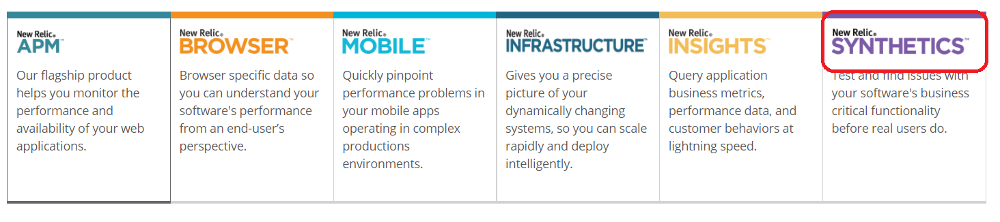 New Relic®
APM™
Our flagship product
helps you monitor the
performance and
availability of your web
applications.
New Relic®
BROWSER™
Browser specific data so
you can understand your
software's performance
from an end-user’s
perspective.
New Relic®
MOBILE™
Quickly pinpoint
performance problems in
your mobile apps
operating in complex
productions
environments.
New Relic®
INFRASTRUCTURE™
Gives you a precise
picture of your
dynamically changing
systems, so you can scale
rapidly and deploy
intelligently.
New Relic®
INSIGHTS™
Query application
business metrics,
performance data, and
customer behaviors at
lightning speed.
New Relic®
SYNTHETICS™
Test and find issues with
your software's business
critical functionality
before real users do.